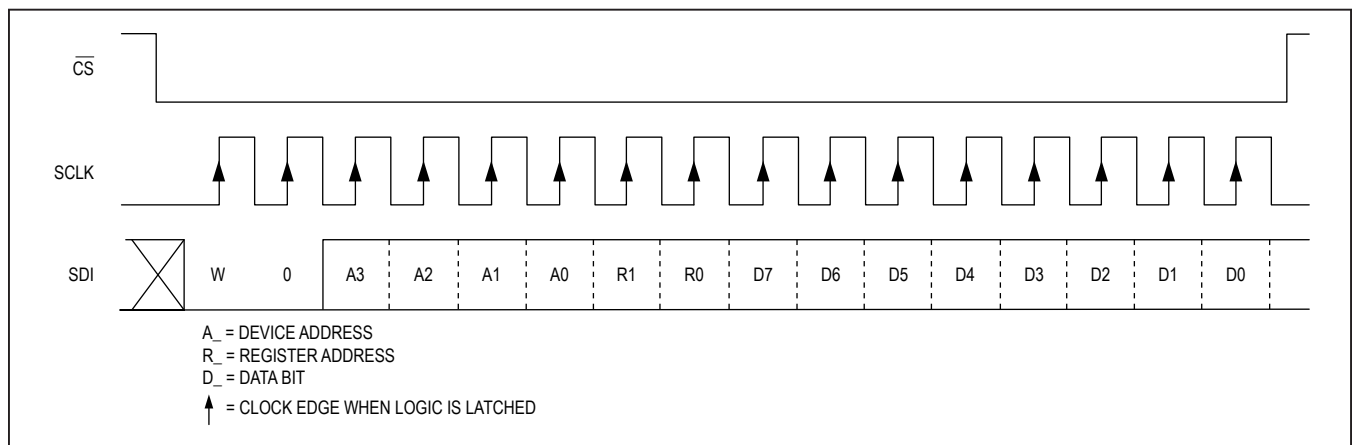 CS
SCLK
SDI W 0 A3 A2 A1 A0 R1 R0 D7 D6 D5 D4 D3 D2 D1 D0
A_ = DEVICE ADDRESS
R_ = REGISTER ADDRESS
D_ = DATA BIT
= CLOCK EDGE WHEN LOGIC IS LATCHED